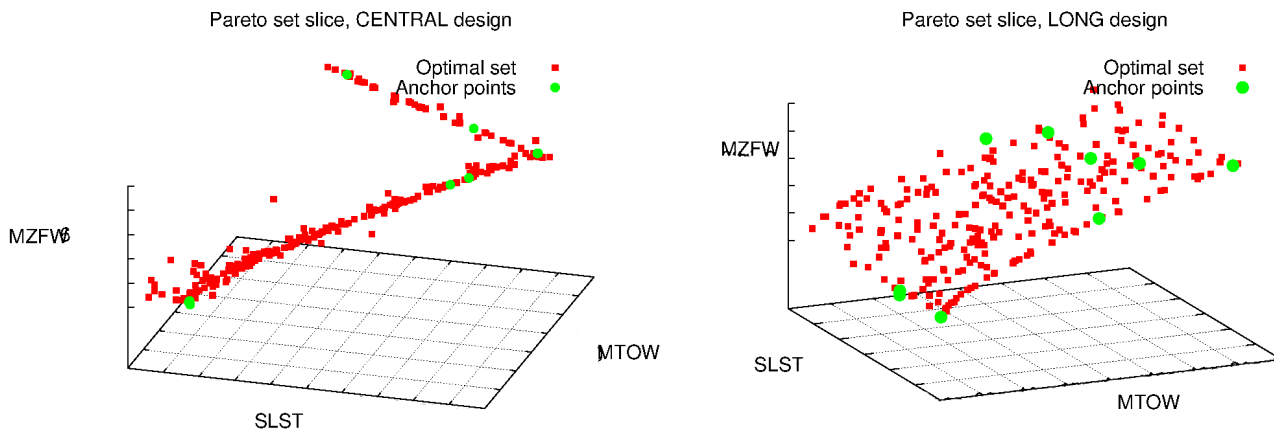 Pareto set slice, CENTRAL design
Optimal set
Anchor points
MZFW
MTOW
SLST
Pareto set slice, LONG design
Optimal set
Anchor points
MZFW
SLST
MTOW